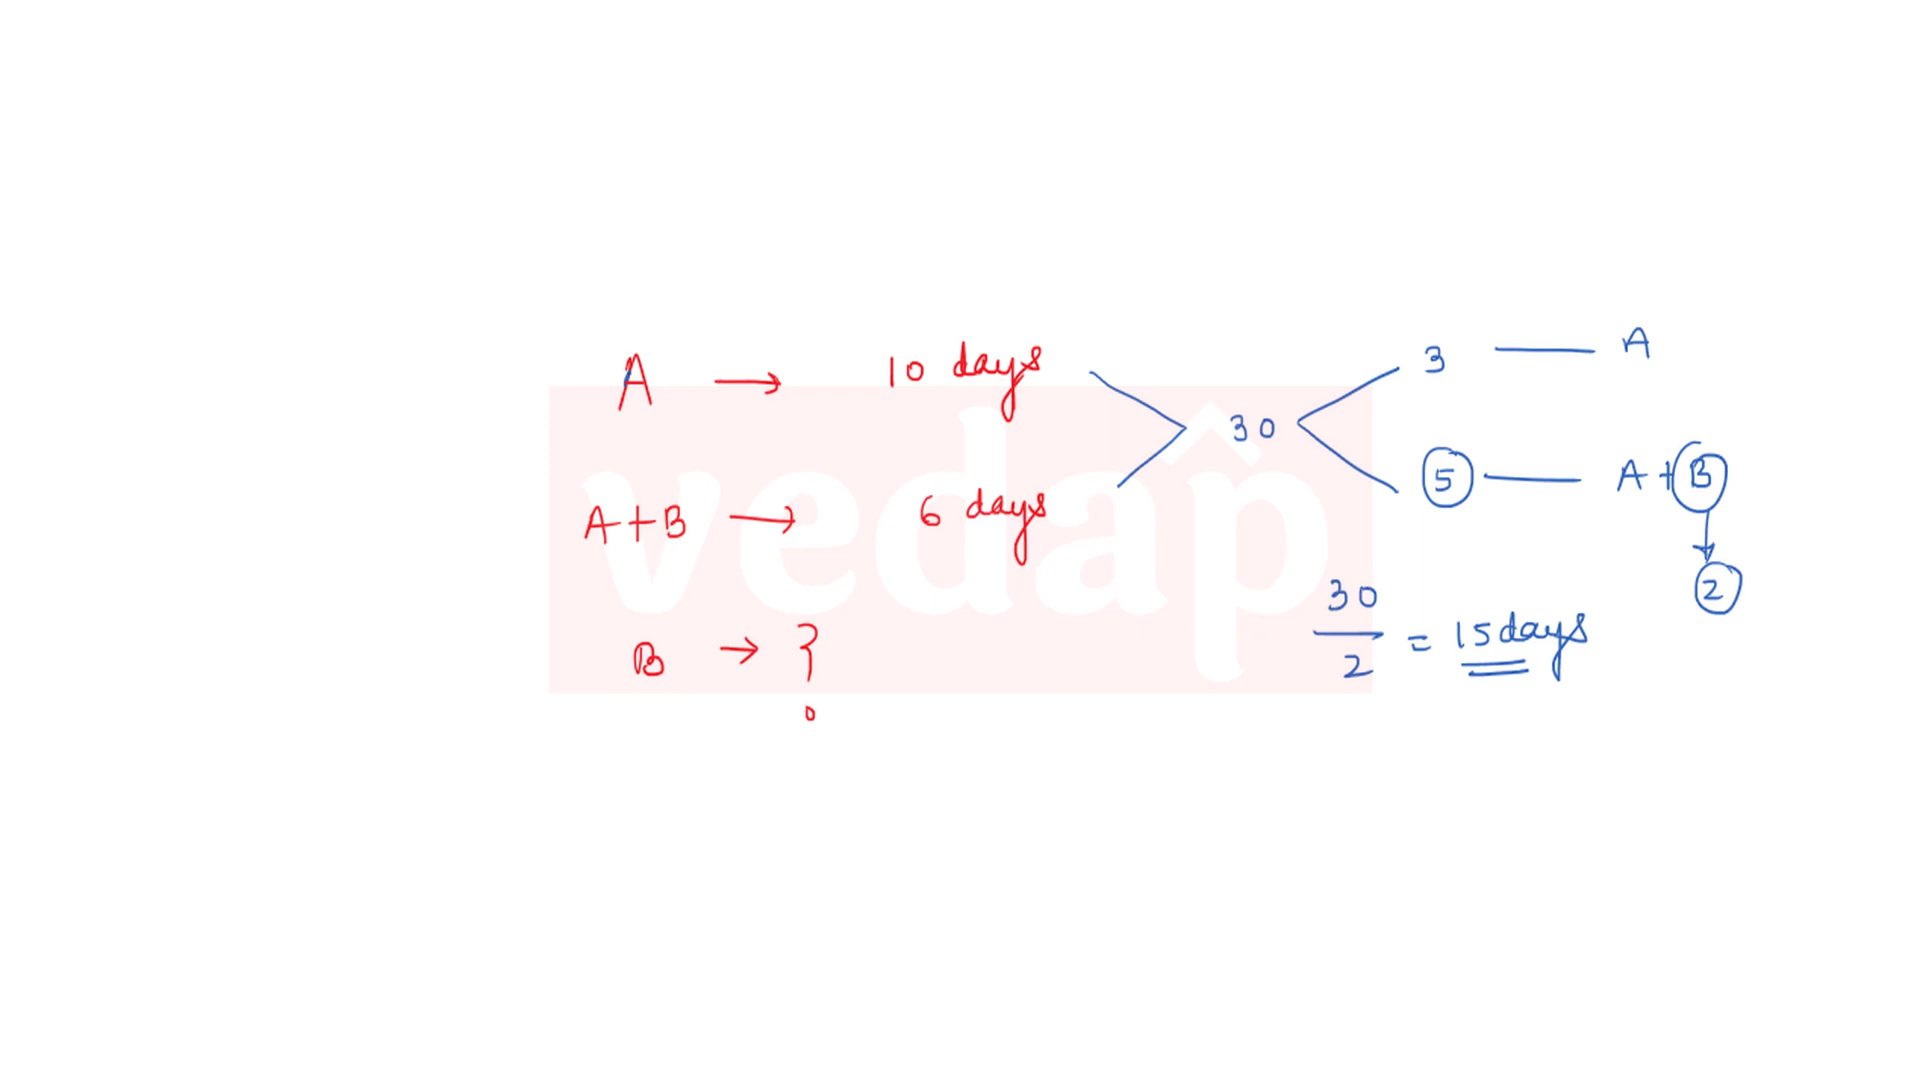 A → 10 days
30
3 — A
A+B → 6 days
5 — A + B
2
B → ?
30
2
= 15 days
vedap